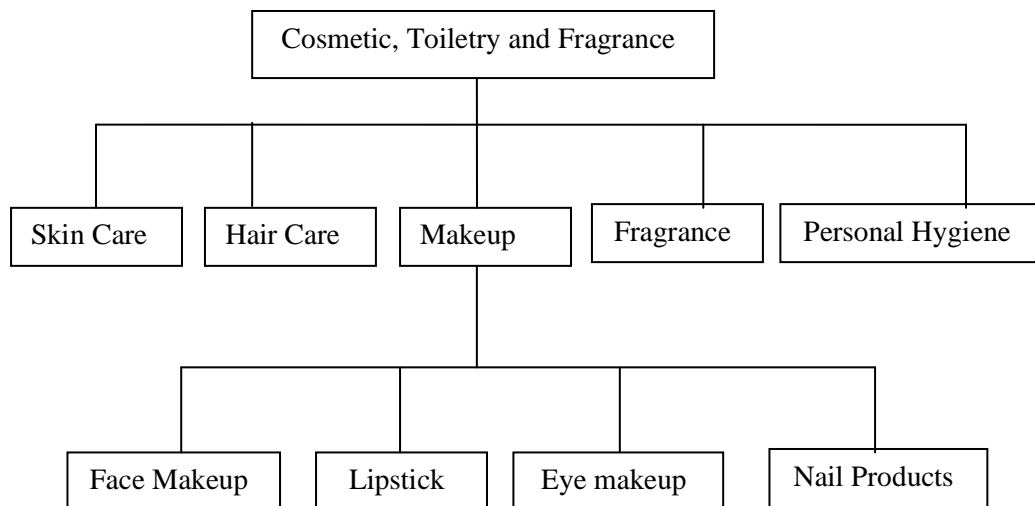 Cosmetic, Toiletry and Fragrance
Skin Care
Hair Care
Makeup
Fragrance
Personal Hygiene
Face Makeup
Lipstick
Eye makeup
Nail Products